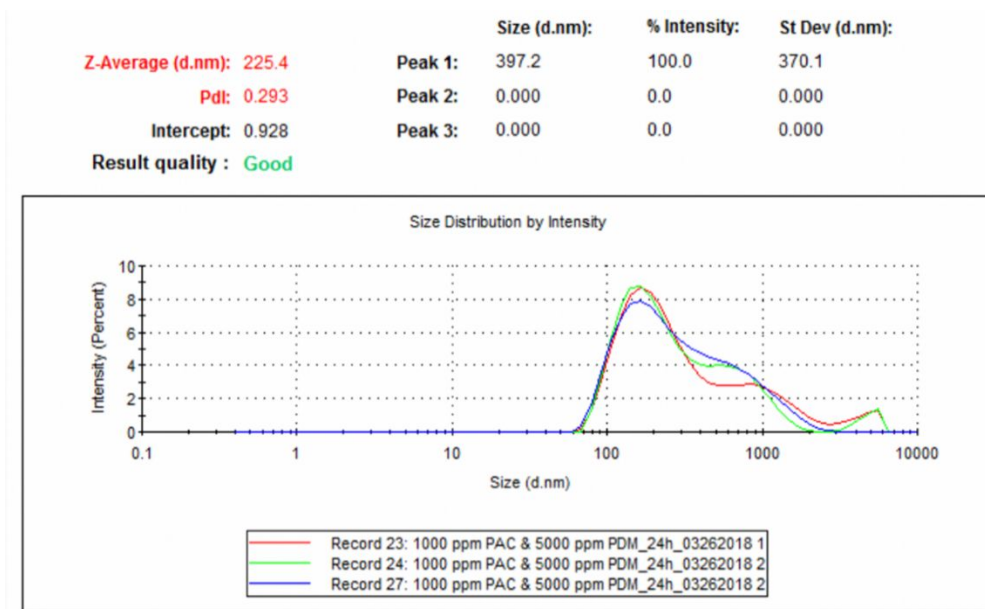 Size (d.nm): % Intensity: St Dev (d.nm):
Z-Average (d.nm): 225.4 Peak 1: 397.2 100.0 370.1
PdI: 0.293 Peak 2: 0.000 0.0 0.000
Intercept: 0.928 Peak 3: 0.000 0.0 0.000
Result quality : Good
Size Distribution by Intensity
Intensity (Percent)
10
8
6
4
2
0
0.1 1 10 100 1000 10000
Size (d.nm)
Record 23: 1000 ppm PAC & 5000 ppm PDM_24h_03262018 1
Record 24: 1000 ppm PAC & 5000 ppm PDM_24h_03262018 2
Record 27: 1000 ppm PAC & 5000 ppm PDM_24h_03262018 2